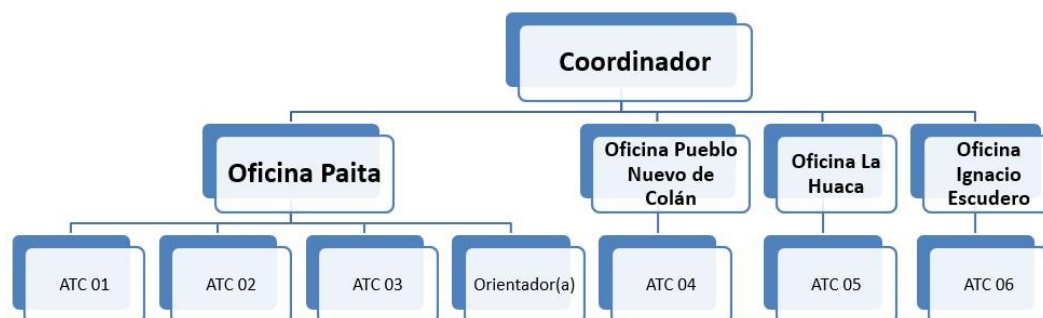 Coordinador
Oficina Paita
Oficina Pueblo
Nuevo de
Colán
Oficina La
Huaca
Oficina
Ignacio
Escudero
ATC 01
ATC 02
ATC 03
Orientador(a)
ATC 04
ATC 05
ATC 06